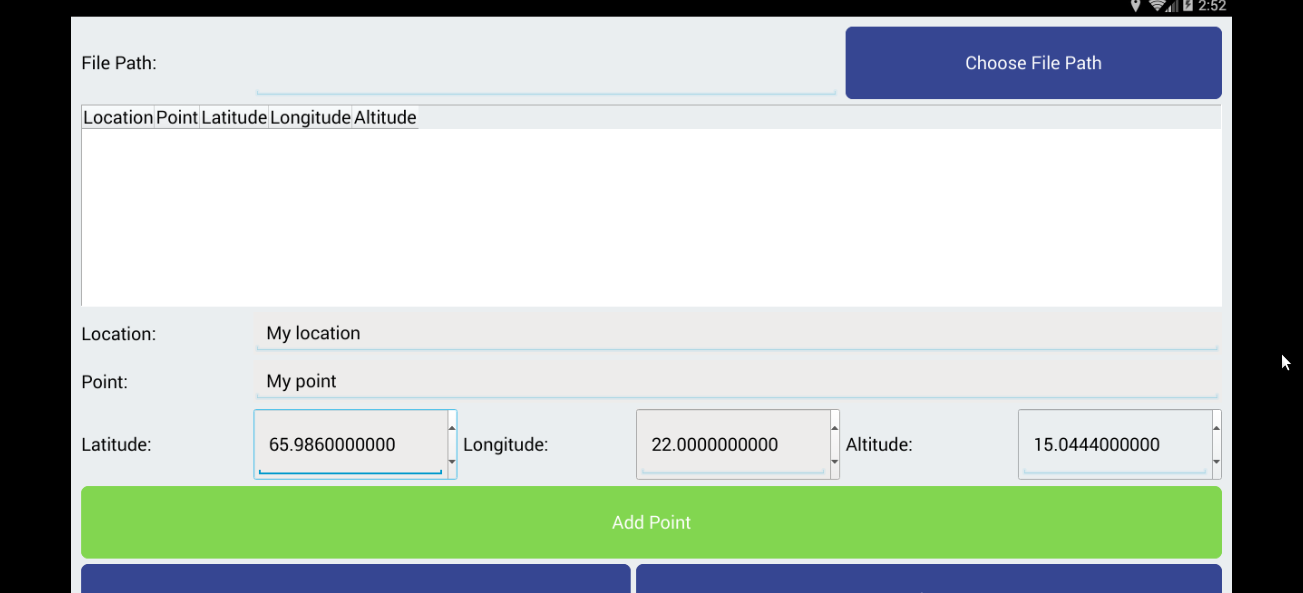 2:52
File Path:
Choose File Path
Location Point Latitude Longitude Altitude
Location: My location
Point: My point
Latitude: 65.9860000000 Longitude: 22.0000000000 Altitude: 15.0444000000
Add Point